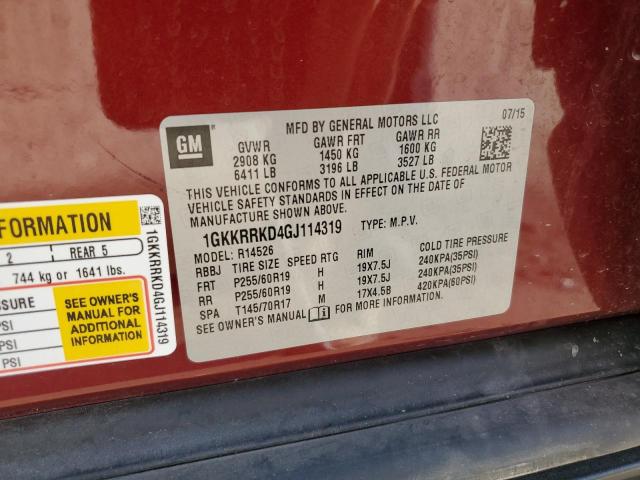 MFD BY GENERAL MOTORS LLC
07/15
GM
GVWR GAWR FRT GAWR RR
2908 KG 1450 KG 1600 KG
6411 LB 3196 LB 3527 LB
THIS VEHICLE CONFORMS TO ALL APPLICABLE U.S. FEDERAL MOTOR
VEHICLE SAFETY STANDARDS IN EFFECT ON THE DATE OF
MANUFACTURE SHOWN ABOVE.
1GKKRRKD4GJ114319 TYPE: M.P.V.
MODEL: R14526
RBBJ TIRE SIZE SPEED RTG RIM COLD TIRE PRESSURE
FRT P255/60R19 H 19X7.5J 240KPA(35PSI)
RR P255/60R19 H 19X7.5J 240KPA(35PSI)
SPA T145/70R17 M 17X4.5B 420KPA(60PSI)
SEE OWNER'S MANUAL FOR MORE INFORMATION.
FORMATION
2 REAR 5
744 kg or 1641 lbs.
PRESSURE
PSI
PSI
PSI
SEE OWNER'S
MANUAL FOR
ADDITIONAL
INFORMATION
1GKKRRKD4GJ114319